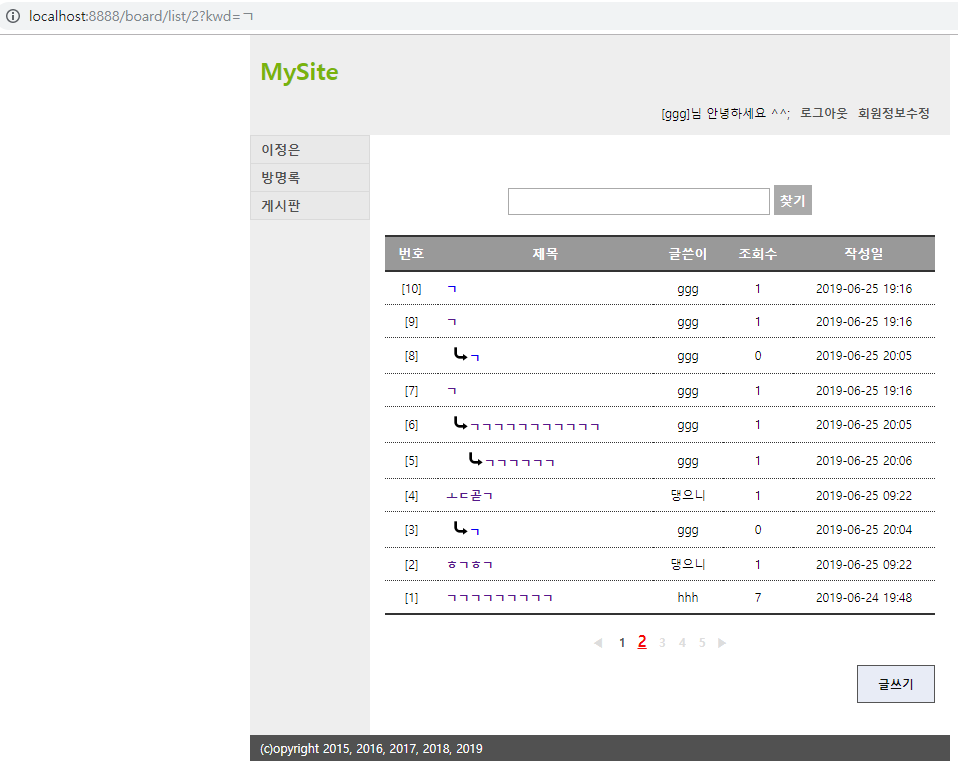 localhost:8888/board/list/2?kwd=ㄱ
MySite
[ggg]님 안녕하세요 ^^; 로그아웃 회원정보수정
이정은
방명록
게시판
찾기
번호 제목 글쓴이 조회수 작성일
[10] ㄱ ggg 1 2019-06-25 19:16
[9] ㄱ ggg 1 2019-06-25 19:16
[8] ㄱ ggg 0 2019-06-25 20:05
[7] ㄱ ggg 1 2019-06-25 19:16
[6] ㄱㄱㄱㄱㄱㄱㄱㄱㄱㄱㄱ ggg 1 2019-06-25 20:05
[5] ㄱㄱㄱㄱㄱㄱ ggg 1 2019-06-25 20:06
[4] ㅗㄷ곧ㄱ 댕으니 1 2019-06-25 09:22
[3] ㄱ ggg 0 2019-06-25 20:04
[2] ㅎㄱㅎㄱ 댕으니 1 2019-06-25 09:22
[1] ㄱㄱㄱㄱㄱㄱㄱㄱㄱ hhh 7 2019-06-24 19:48
◀ 1 2 3 4 5 ▶
글쓰기
(c)opyright 2015, 2016, 2017, 2018, 2019